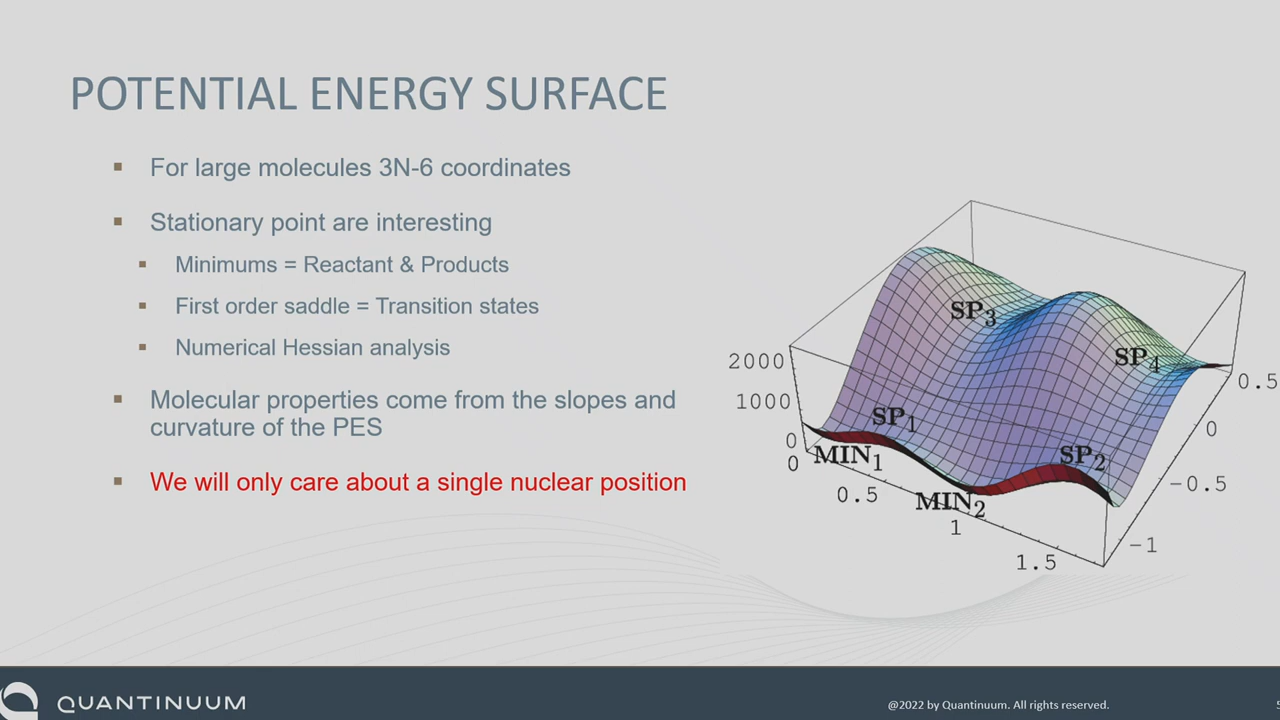 POTENTIAL ENERGY SURFACE
▪ For large molecules 3N-6 coordinates
▪ Stationary point are interesting
▪ Minimums = Reactant & Products
▪ First order saddle = Transition states
▪ Numerical Hessian analysis
▪ Molecular properties come from the slopes and
curvature of the PES
▪ We will only care about a single nuclear position
SP3
SP4
2000
1000
0
0
0.5
1
1.5
0.5
0
-0.5
-1
SP1
MIN1
SP2
MIN2
QUANTINUUM
@2022 by Quantinuum. All rights reserved.